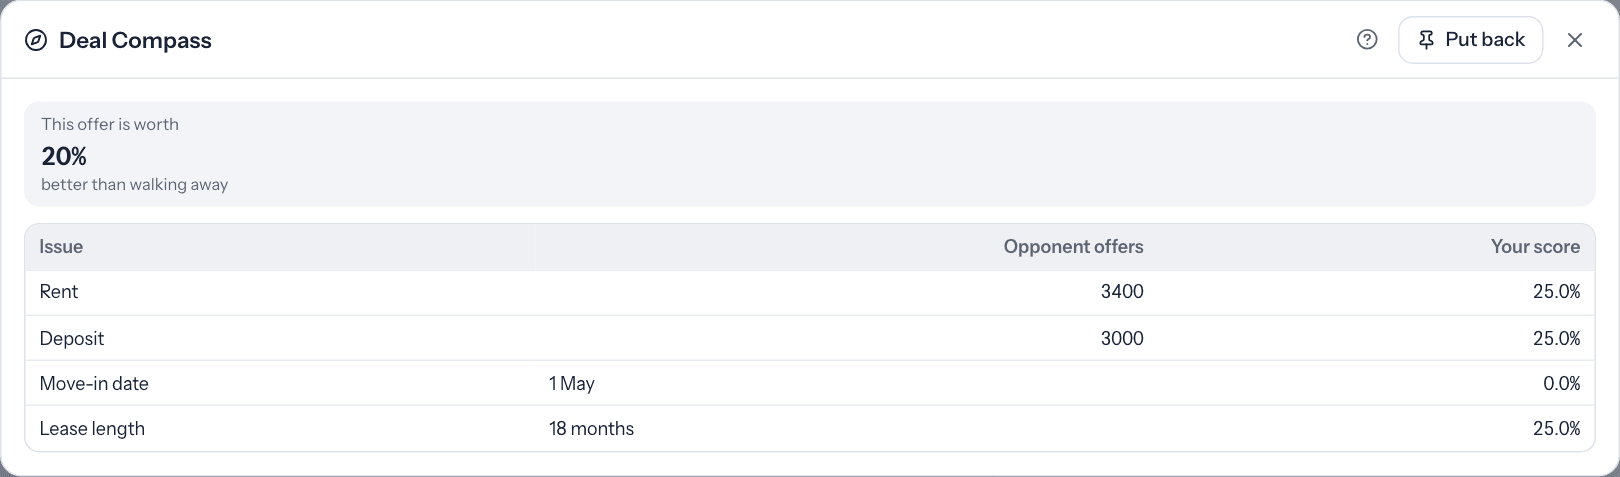 Deal Compass
Put back
This offer is worth
20%
better than walking away
Issue Opponent offers Your score
Rent 3400 25.0%
Deposit 3000 25.0%
Move-in date 1 May 0.0%
Lease length 18 months 25.0%